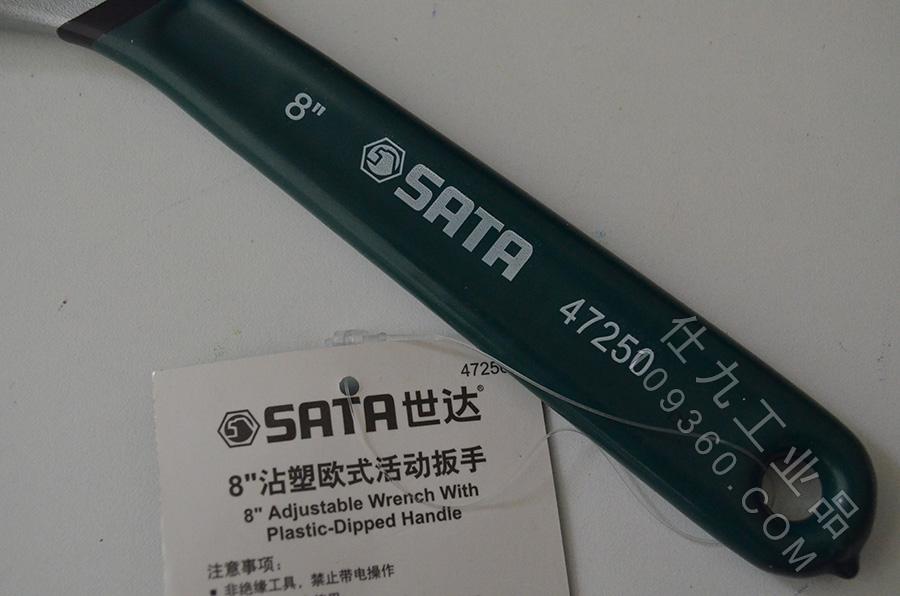 8"
SATA
47250
仕九工业品
1009360.COM
4725
SATA世达®
8"沾塑欧式活动扳手
8" Adjustable Wrench With
Plastic-Dipped Handle
注意事项：
■ 非绝缘工具，禁止带电操作